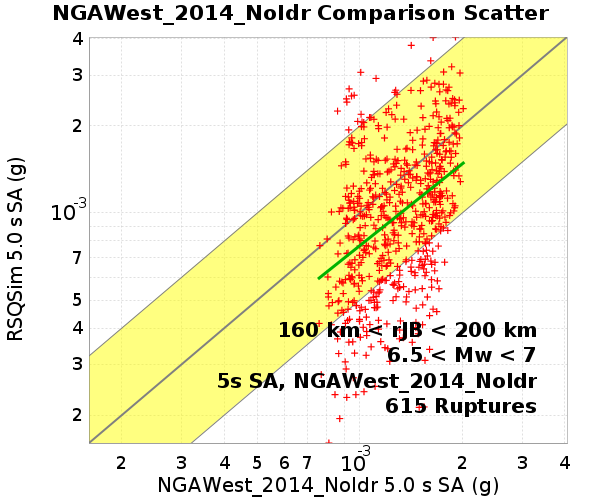 NGAWest_2014_NoIdr Comparison Scatter
RSQSim 5.0 s SA (g)
4
3
2
10-3
7
5
4
3
2
160 km < rJB < 200 km
6.5 < Mw < 7
5s SA, NGAWest_2014_NoIdr
615 Ruptures
2 3 4 5 6 7 10-3 2 3 4
NGAWest_2014_NoIdr 5.0 s SA (g)